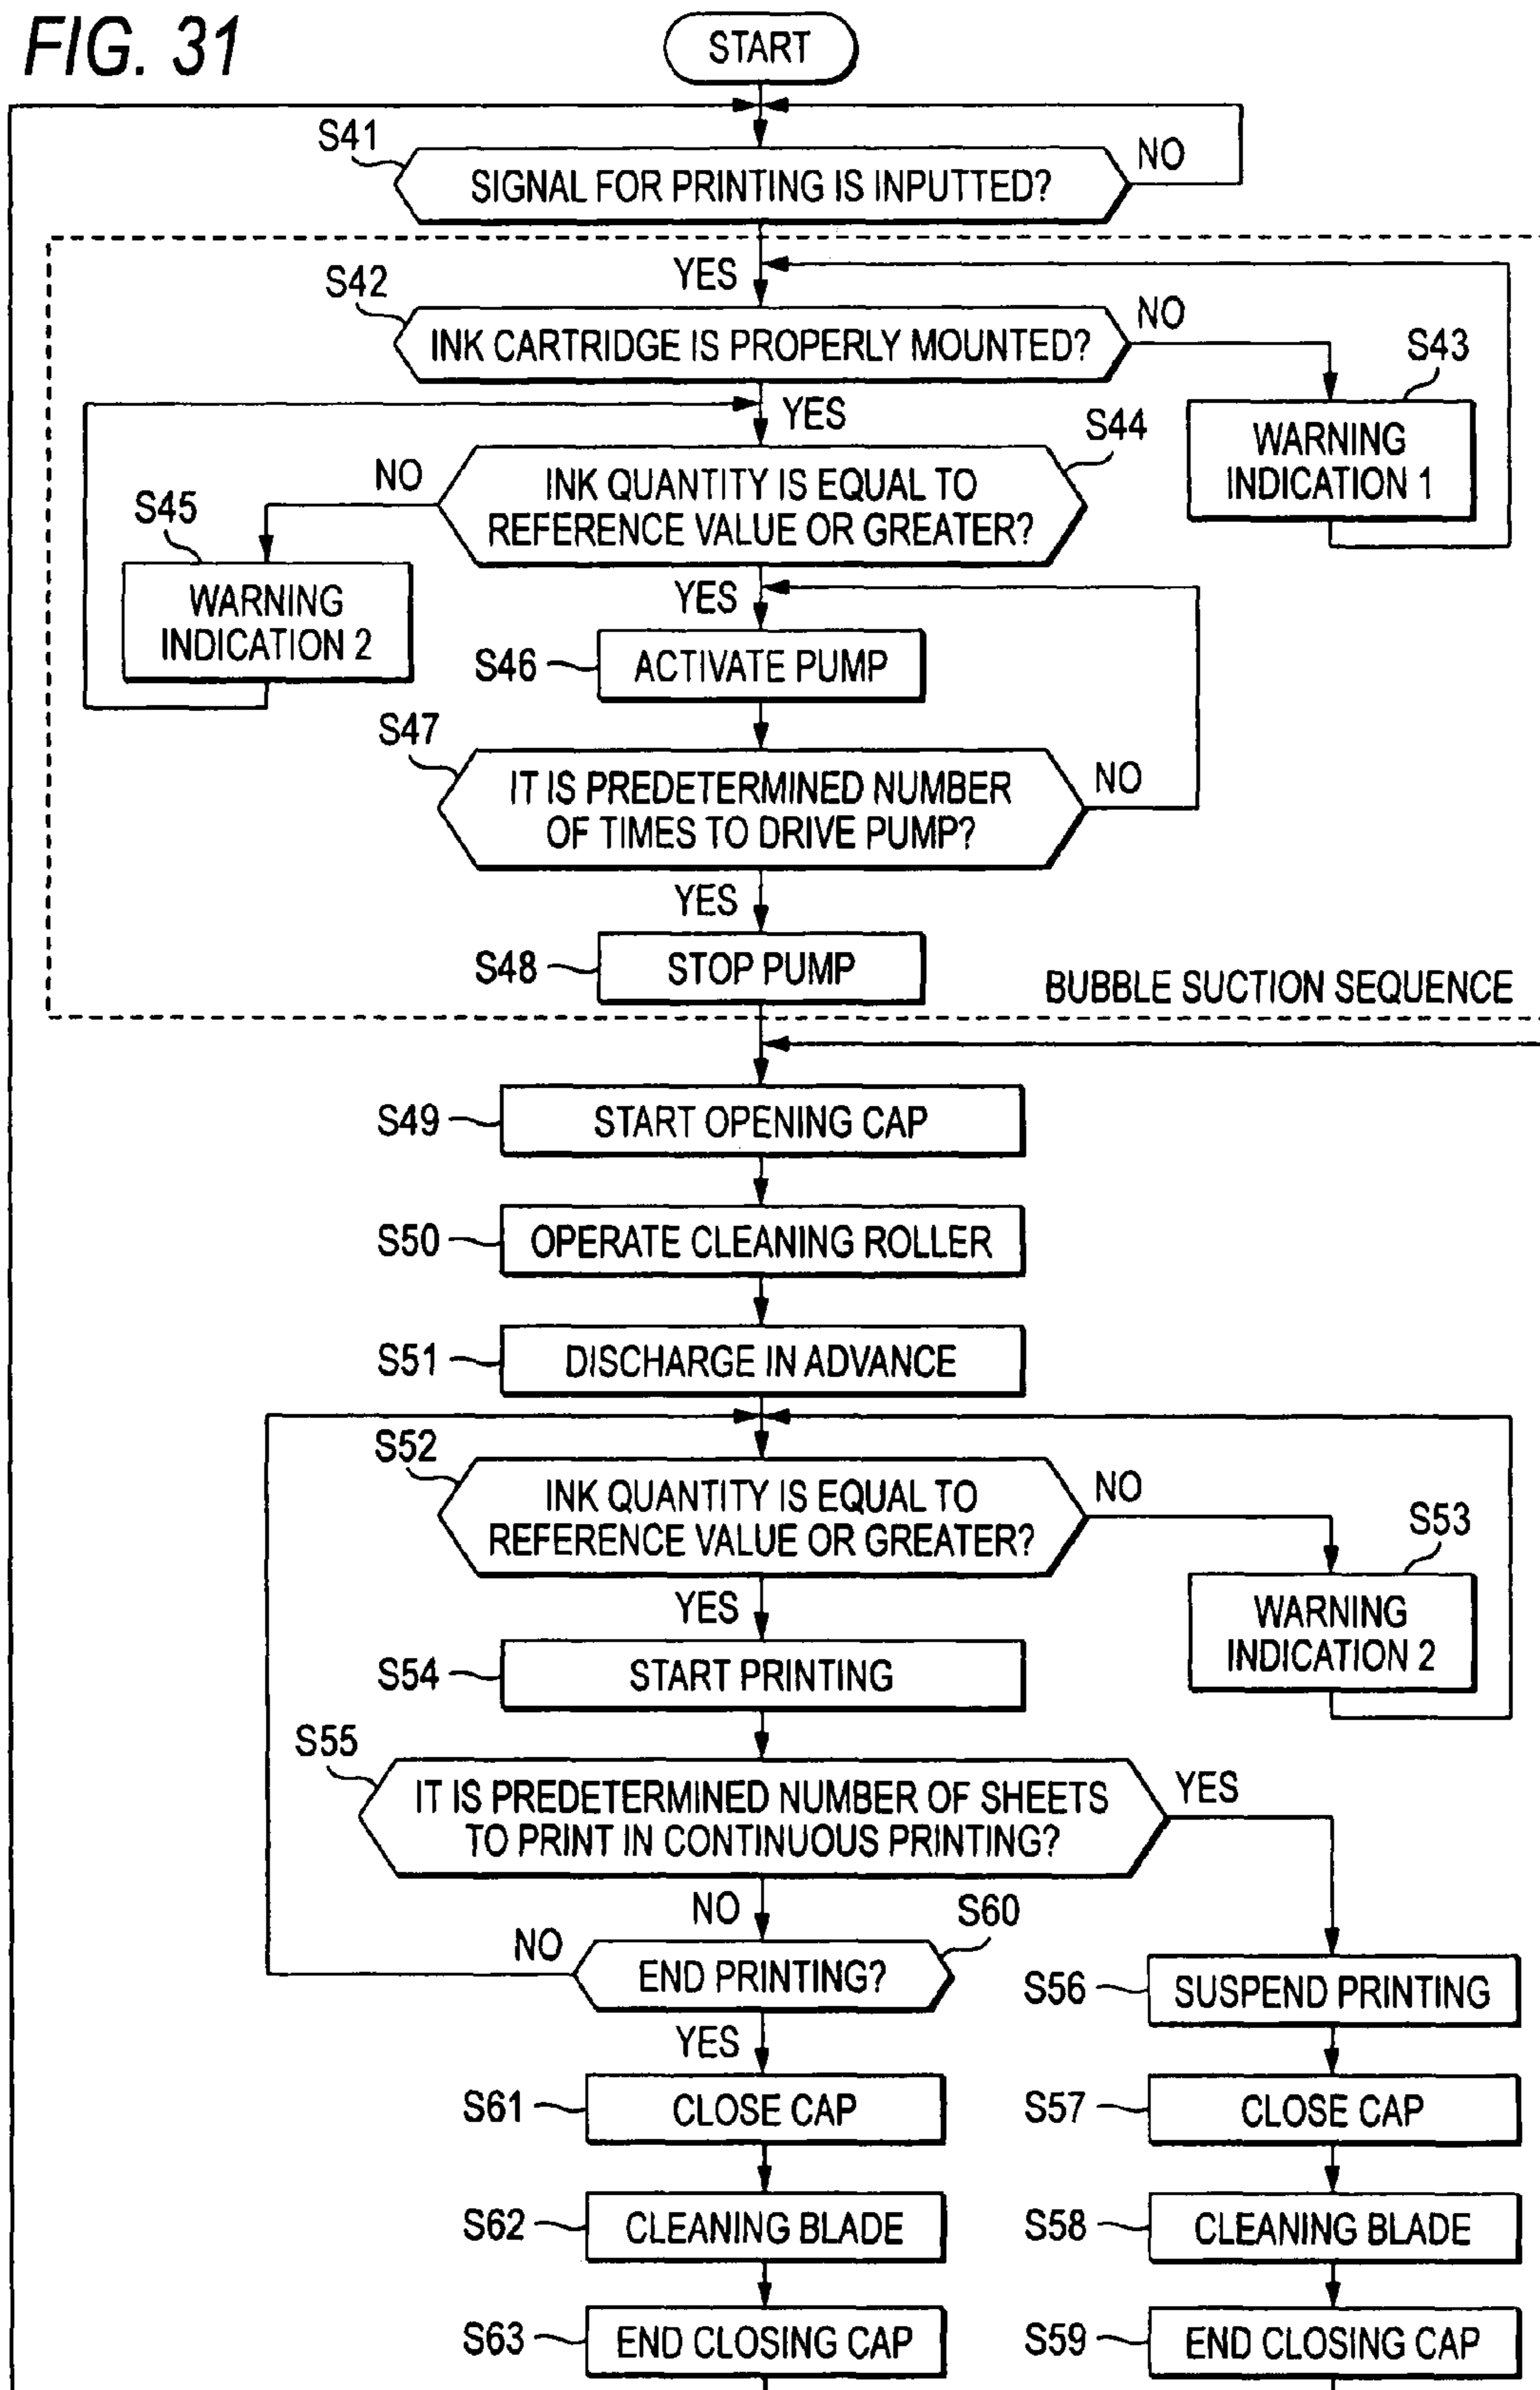 FIG. 31
START
S41
SIGNAL FOR PRINTING IS INPUTTED?
NO
YES
S42
INK CARTRIDGE IS PROPERLY MOUNTED?
NO
S43
WARNING
INDICATION 1
YES
S44
INK QUANTITY IS EQUAL TO
REFERENCE VALUE OR GREATER?
NO
S45
WARNING
INDICATION 2
YES
S46
ACTIVATE PUMP
S47
IT IS PREDETERMINED NUMBER
OF TIMES TO DRIVE PUMP?
NO
YES
S48
STOP PUMP
BUBBLE SUCTION SEQUENCE
S49
START OPENING CAP
S50
OPERATE CLEANING ROLLER
S51
DISCHARGE IN ADVANCE
S52
INK QUANTITY IS EQUAL TO
REFERENCE VALUE OR GREATER?
NO
S53
WARNING
INDICATION 2
YES
S54
START PRINTING
S55
IT IS PREDETERMINED NUMBER OF SHEETS
TO PRINT IN CONTINUOUS PRINTING?
YES
NO
S60
END PRINTING?
NO
YES
S56
SUSPEND PRINTING
S61
CLOSE CAP
S57
CLOSE CAP
S62
CLEANING BLADE
S58
CLEANING BLADE
S63
END CLOSING CAP
S59
END CLOSING CAP